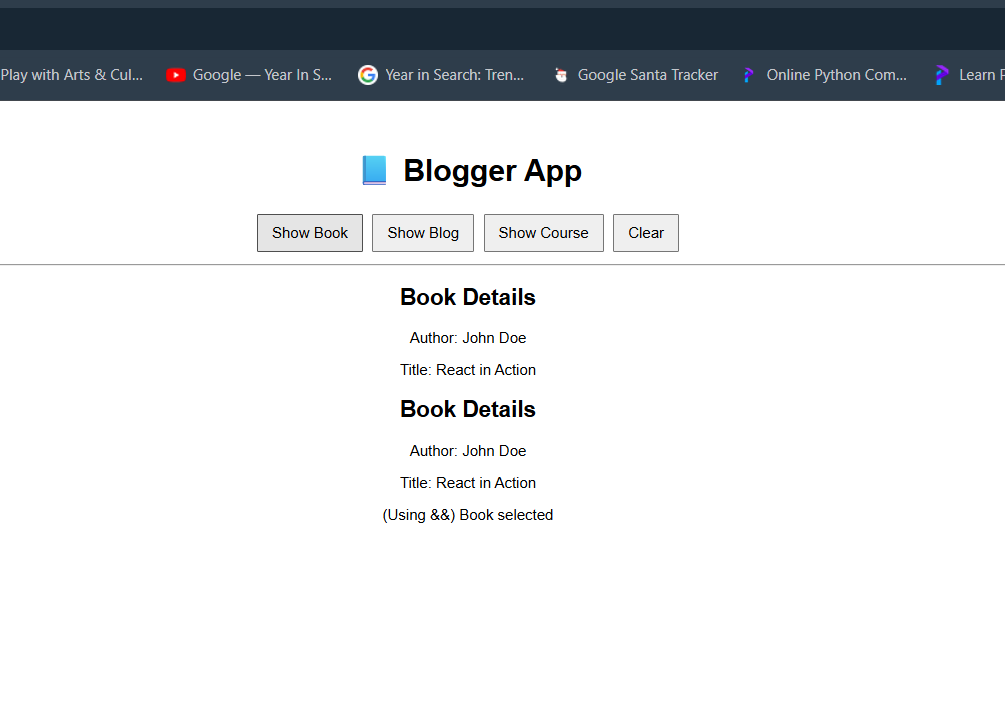 Play with Arts & Cul... Google — Year In S... Year in Search: Tren... Google Santa Tracker Online Python Com... Learn
Blogger App
Show Book Show Blog Show Course Clear
Book Details
Author: John Doe
Title: React in Action
Book Details
Author: John Doe
Title: React in Action
(Using &&) Book selected